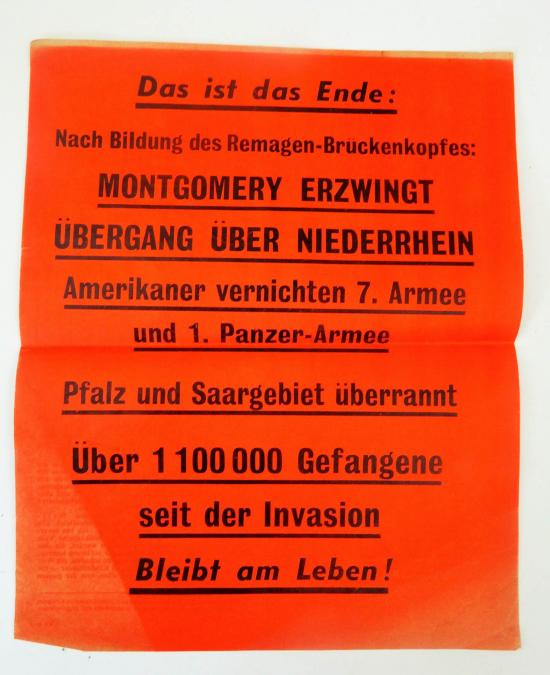 Das ist das Ende:
Nach Bildung des Remagen-Brückenkopfes:
MONTGOMERY ERZWINGT
ÜBERGANG ÜBER NIEDERRHEIN
Amerikaner vernichten 7. Armee
und 1. Panzer-Armee
Pfalz und Saargebiet überrannt
Über 1 100 000 Gefangene
seit der Invasion
Bleibt am Leben!